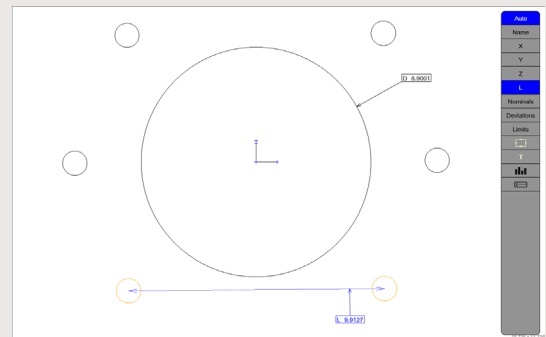 Auto
Name
X
Y
Z
L
Nominals
Deviations
Limits
T
D 8.9001
L 9.9127